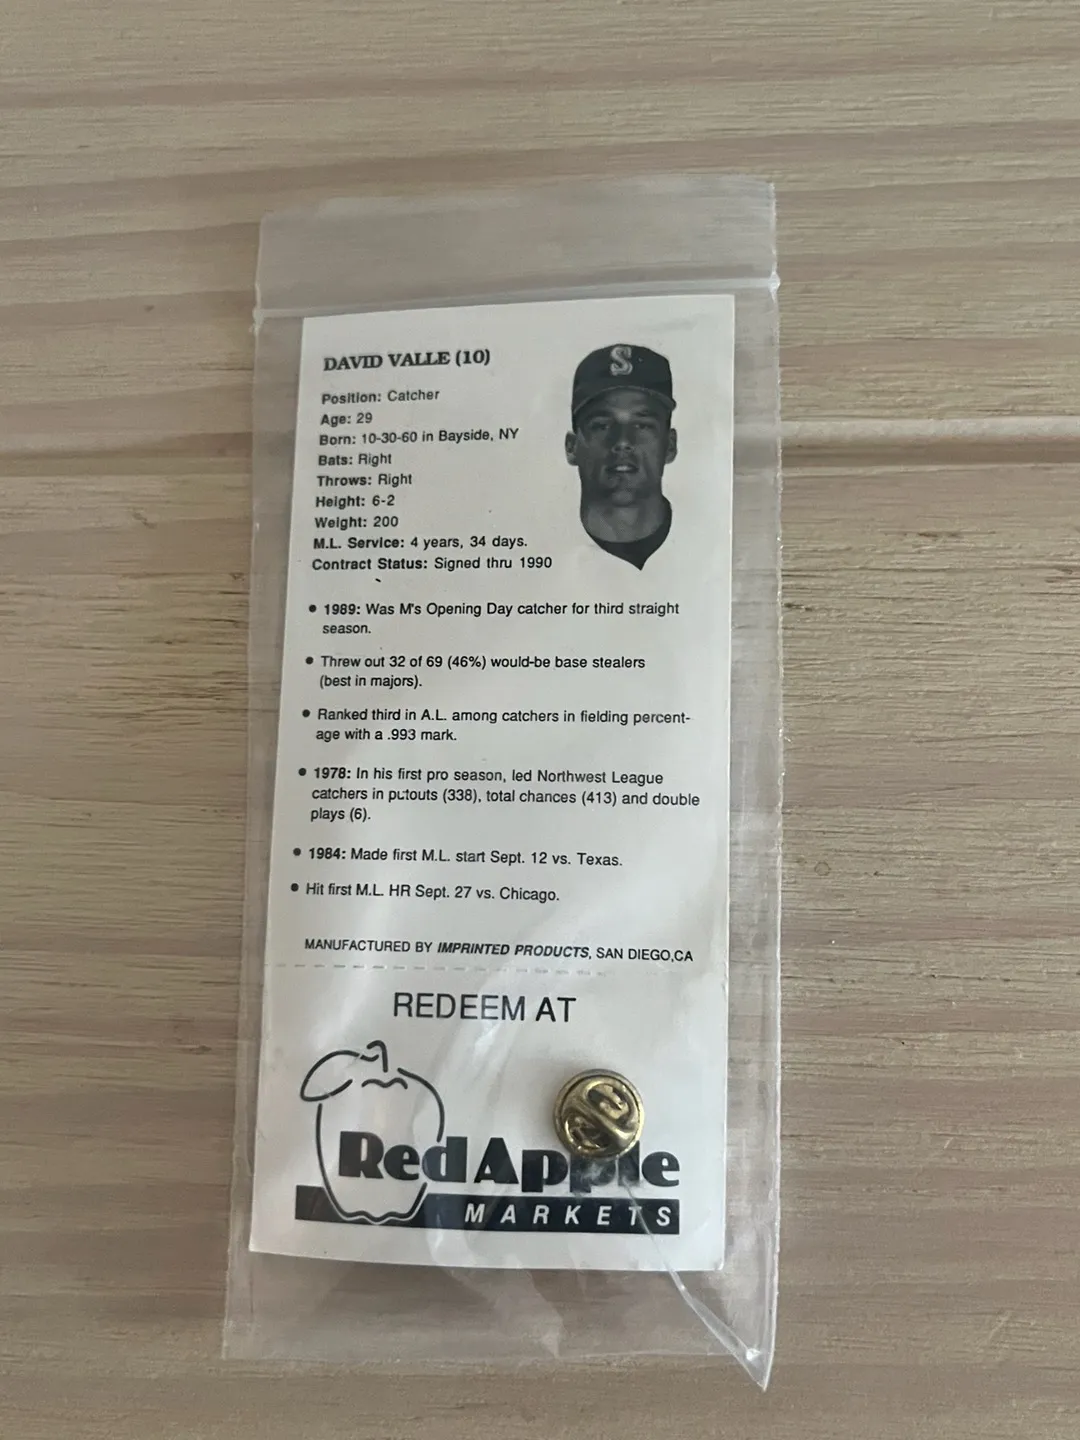 DAVID VALLE (10)
S
Position: Catcher
Age: 29
Born: 10-30-60 in Bayside, NY
Bats: Right
Throws: Right
Height: 6-2
Weight: 200
M.L. Service: 4 years, 34 days.
Contract Status: Signed thru 1990
• 1989: Was M's Opening Day catcher for third straight
season.
• Threw out 32 of 69 (46%) would-be base stealers
(best in majors).
• Ranked third in A.L. among catchers in fielding percent-
age with a .993 mark.
• 1978: In his first pro season, led Northwest League
catchers in putouts (338), total chances (413) and double
plays (6).
• 1984: Made first M.L. start Sept. 12 vs. Texas.
• Hit first M.L. HR Sept. 27 vs. Chicago.
MANUFACTURED BY IMPRINTED PRODUCTS, SAN DIEGO,CA
REDEEM AT
Red Apple
MARKETS